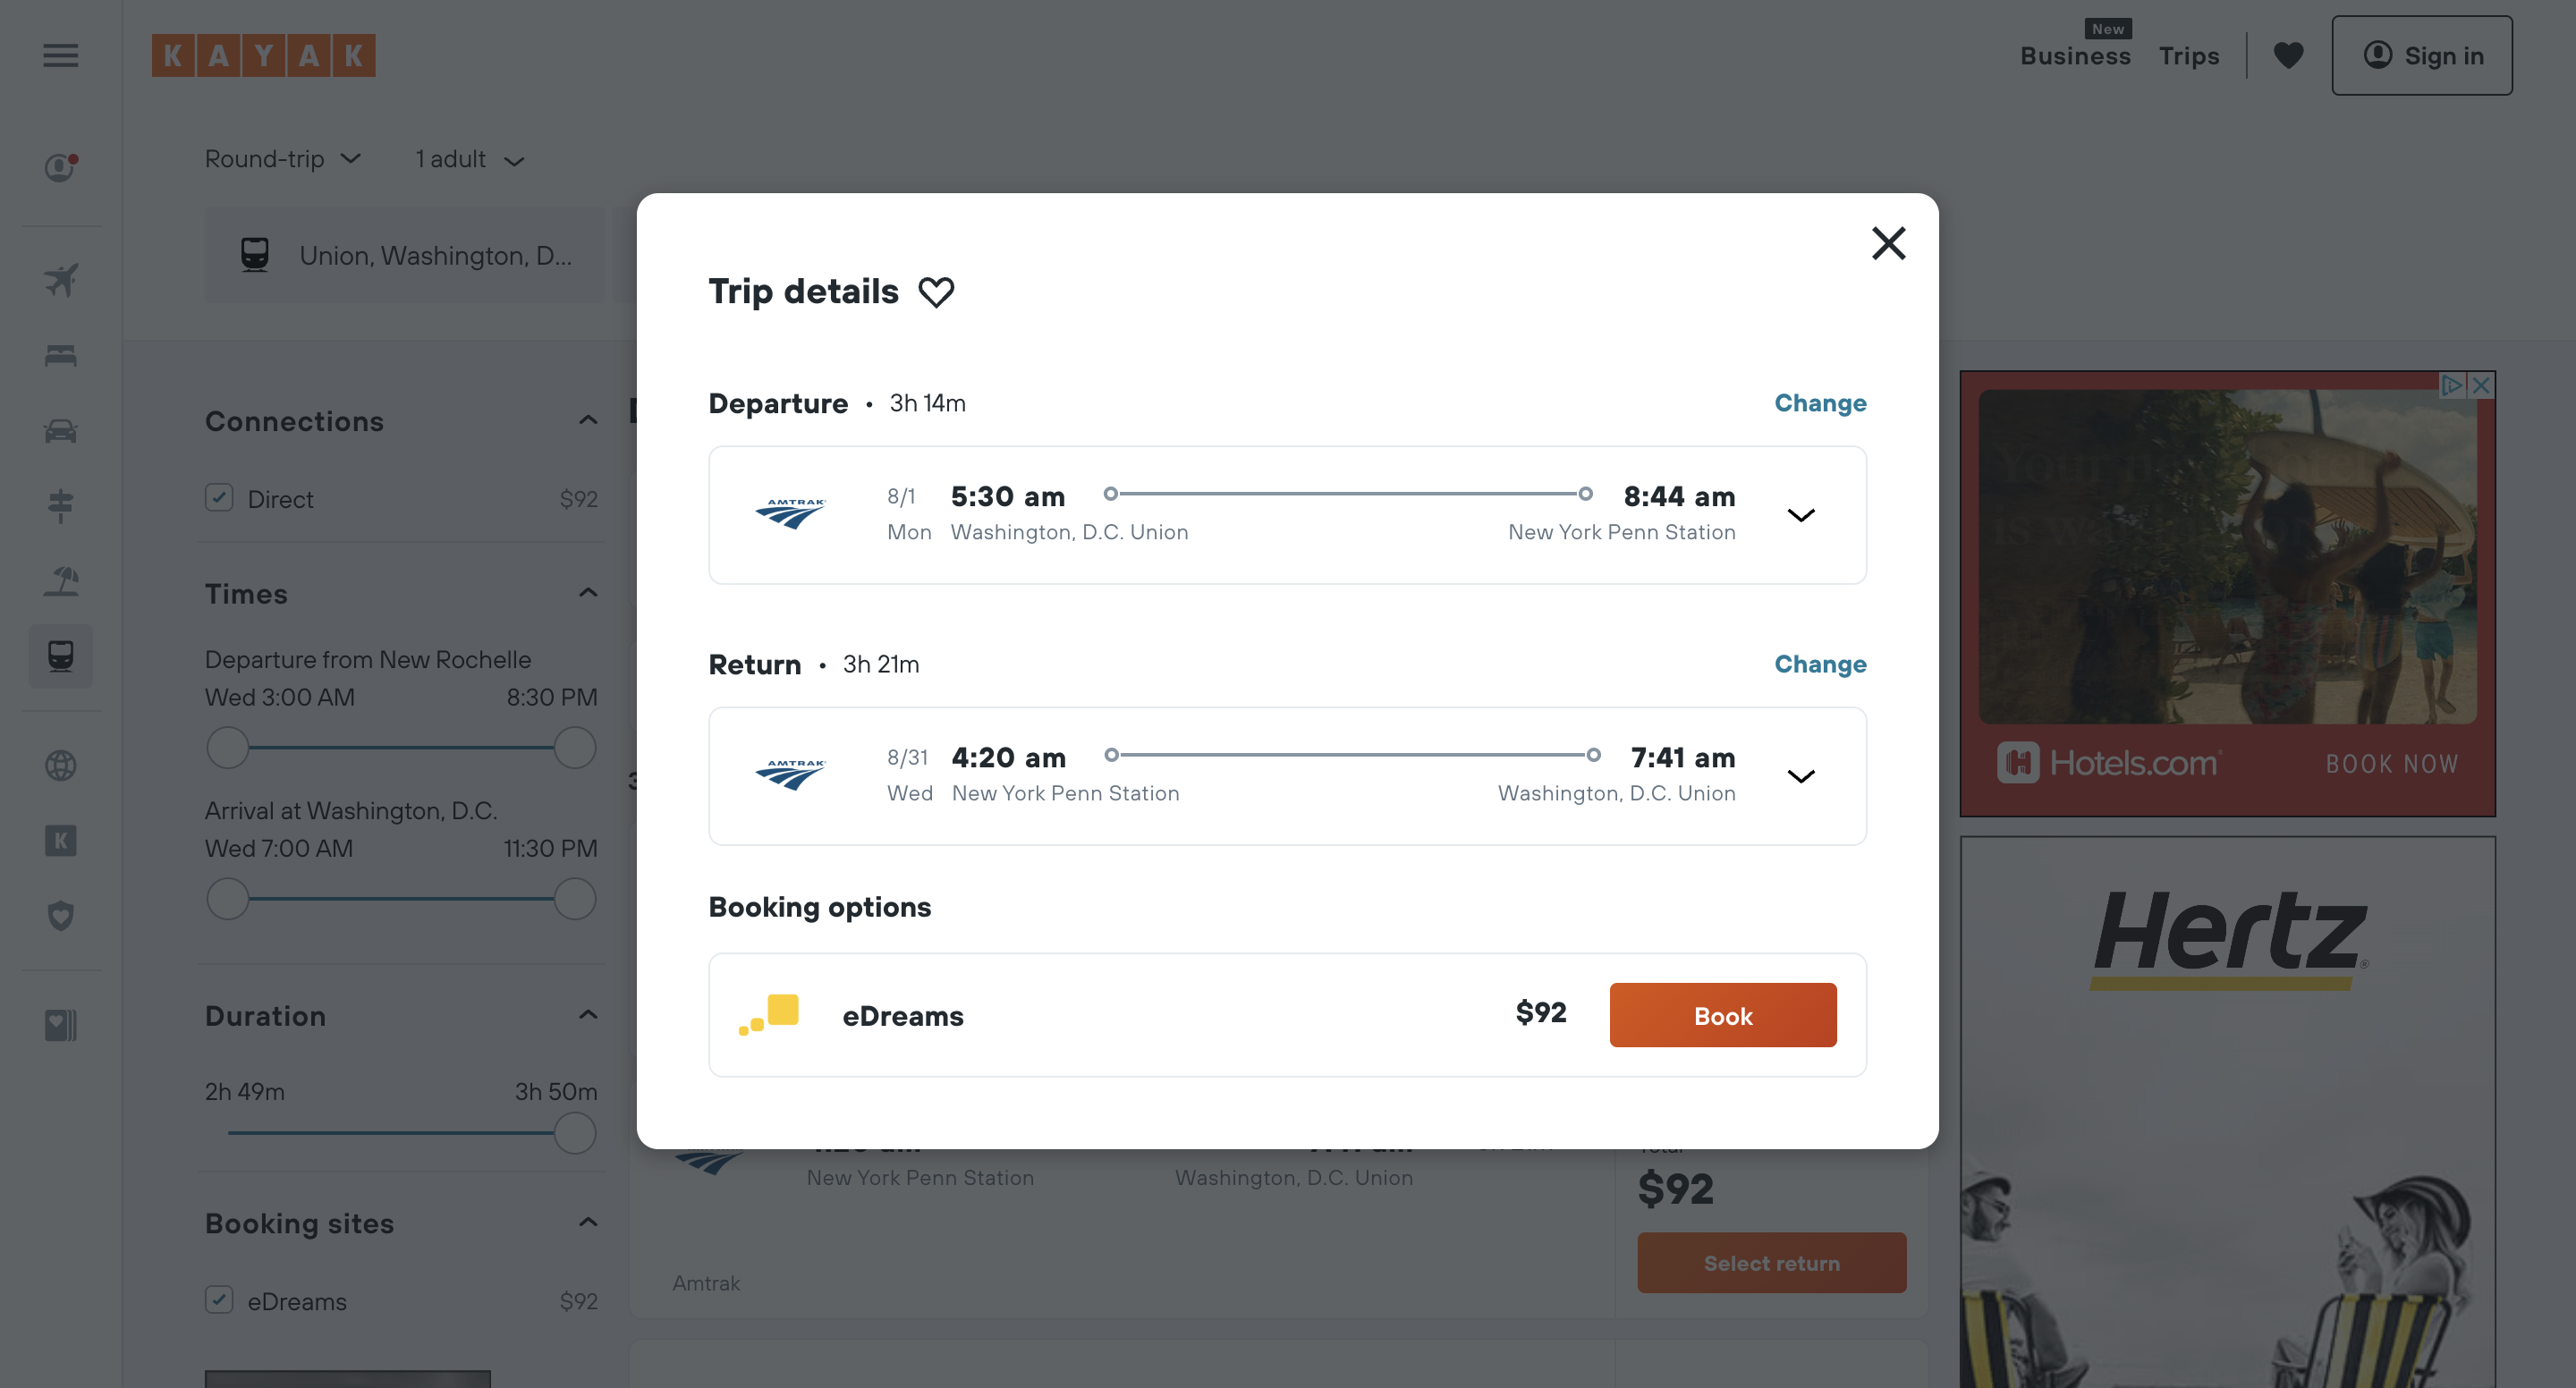 KAYAK
New
Business
Trips
Sign in
Round-trip
1 adult
Union, Washington, D...
Trip details
Departure • 3h 14m
Change
AMTRAK
8/1
5:30 am
8:44 am
Mon
Washington, D.C. Union
New York Penn Station
Return • 3h 21m
Change
AMTRAK
8/31
4:20 am
7:41 am
Wed
New York Penn Station
Washington, D.C. Union
Booking options
eDreams
$92
Book
Connections
Direct
$92
Times
Departure from New Rochelle
Wed 3:00 AM
8:30 PM
Arrival at Washington, D.C.
Wed 7:00 AM
11:30 PM
Duration
2h 49m
3h 50m
Booking sites
eDreams
$92
K
New York Penn Station
Washington, D.C. Union
$92
Select return
Amtrak
Hotels.com
BOOK NOW
Hertz